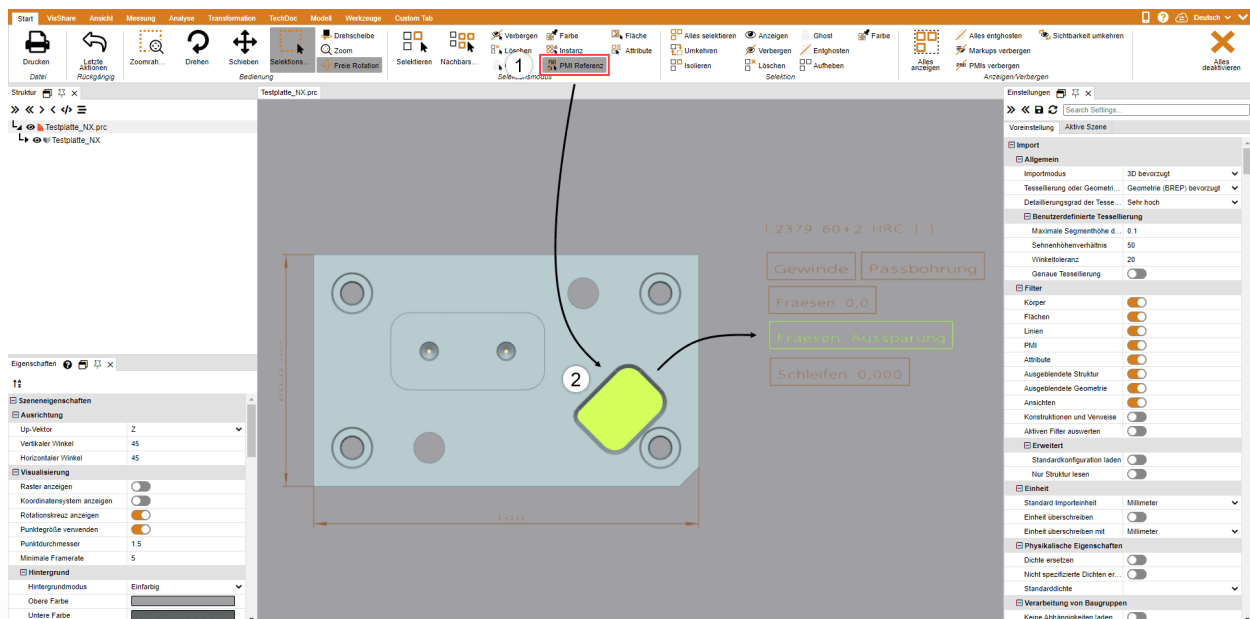 Start VisShare Ansicht Messung Analyse Transformation TechDoc Modell Werkzeuge Custom Tab Deutsch
Drucken
Datei
Letzte Aktionen
Rückgängig
Zoomrah...
Drehen
Schieben
Selektions...
Drehscheibe
Zoom
Freie Rotation
Bedienung
Selektieren
Nachbars...
Verbergen Farbe Fläche
Löschen Instanz Attribute
1
PMI Referenz
Selektionsmodus
Alles selektieren Anzeigen Ghost Farbe
Umkehren Verbergen Entghosten
Isolieren Löschen Aufheben
Selektion
Alles anzeigen
Alles entghosten Sichtbarkeit umkehren
Markups verbergen
PMI PMIs verbergen
Anzeigen/Verbergen
Alles deaktivieren
Struktur
Testplatte_NX.prc
Testplatte_NX
Testplatte_NX.prc
1.2379 60+2 HRC ( )
Gewinde Passbohrung
Fraesen 0,0
Fraesen Aussparung
Schleifen 0,000
2
100
Eigenschaften
Szeneneigenschaften
Ausrichtung
Up-Vektor Z
Vertikaler Winkel 45
Horizontaler Winkel 45
Visualisierung
Raster anzeigen
Koordinatensystem anzeigen
Rotationskreuz anzeigen
Punktegröße verwenden
Punktdurchmesser 1.5
Minimale Framerate 5
Hintergrund
Hintergrundmodus Einfarbig
Obere Farbe
Untere Farbe
Einstellungen
Search Settings...
Voreinstellung Aktive Szene
Import
Allgemein
Importmodus 3D bevorzugt
Tessellierung oder Geometri... Geometrie (BREP) bevorzugt
Detaillierungsgrad der Tesse... Sehr hoch
Benutzerdefinierte Tessellierung
Maximale Segmenthöhe d... 0.1
Sehnenhöhenverhältnis 50
Winkeltoleranz 20
Genaue Tessellierung
Filter
Körper
Flächen
Linien
PMI
Attribute
Ausgeblendete Struktur
Ausgeblendete Geometrie
Ansichten
Konstruktionen und Verweise
Aktiven Filter auswerten
Erweitert
Standardkonfiguration laden
Nur Struktur lesen
Einheit
Standard Importeinheit Millimeter
Einheit überschreiben
Einheit überschreiben mit Millimeter
Physikalische Eigenschaften
Dichte ersetzen
Nicht spezifizierte Dichten er...
Standarddichte
Verarbeitung von Baugruppen
Keine Abhängigkeiten laden